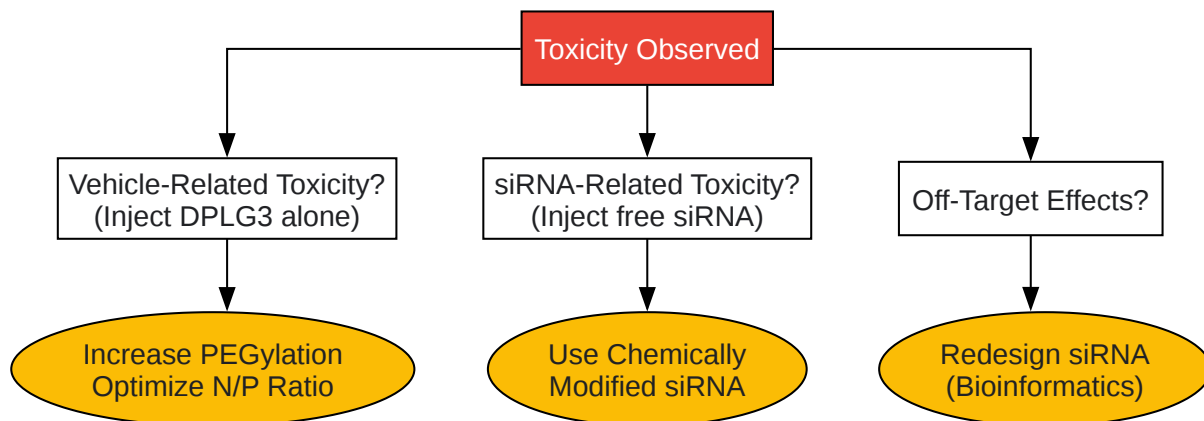 Toxicity Observed
Vehicle-Related Toxicity?
(Inject DPLG3 alone)
siRNA-Related Toxicity?
(Inject free siRNA)
Off-Target Effects?
Increase PEGylation
Optimize N/P Ratio
Use Chemically
Modified siRNA
Redesign siRNA
(Bioinformatics)